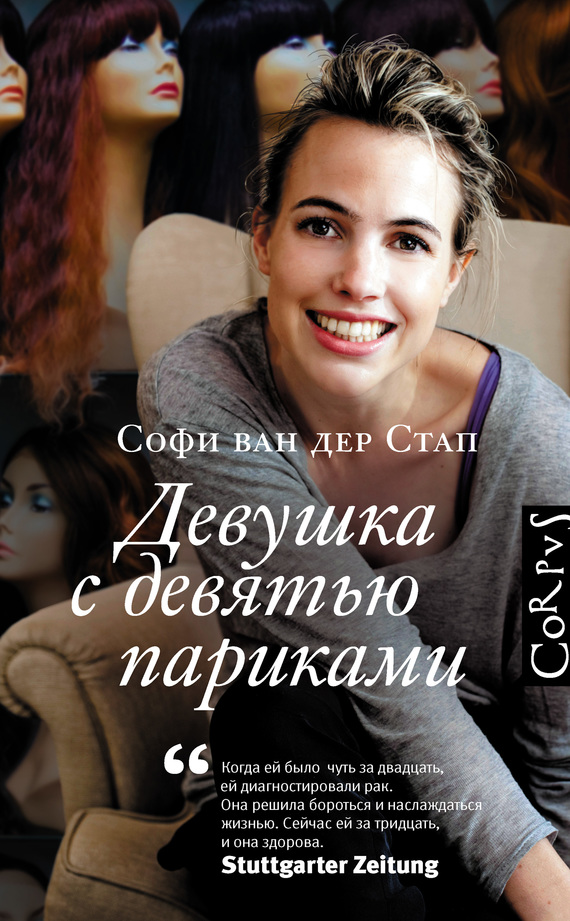 Софи ван дер Стап
Девушка
с девятью
париками
CoRPvS
“
Когда ей было чуть за двадцать,
ей диагностировали рак.
Она решила бороться и наслаждаться
жизнью. Сейчас ей за тридцать,
и она здорова.
Stuttgarter Zeitung